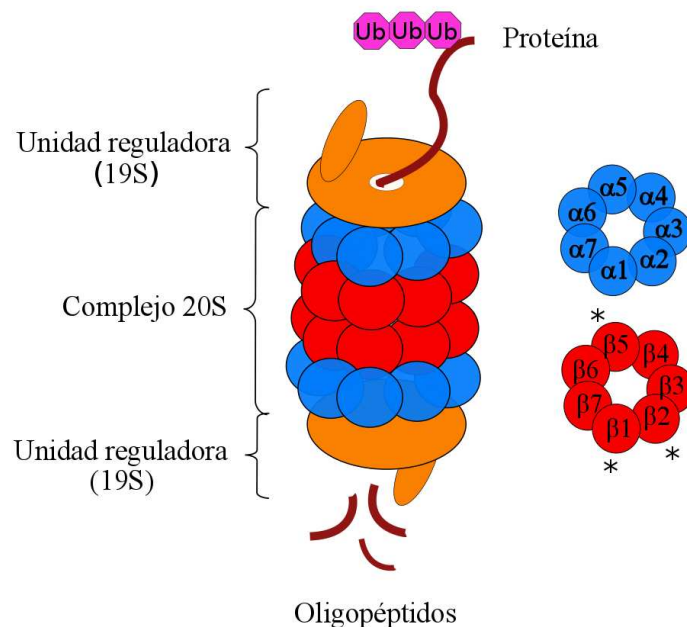 Ub Ub Ub
Proteína
Unidad reguladora
(19S)
Complejo 20S
Unidad reguladora
(19S)
Oligopéptidos
α5
α4
α6
α3
α7
α2
α1
*
β5
β4
β6
β3
β7
β2
β1
* *